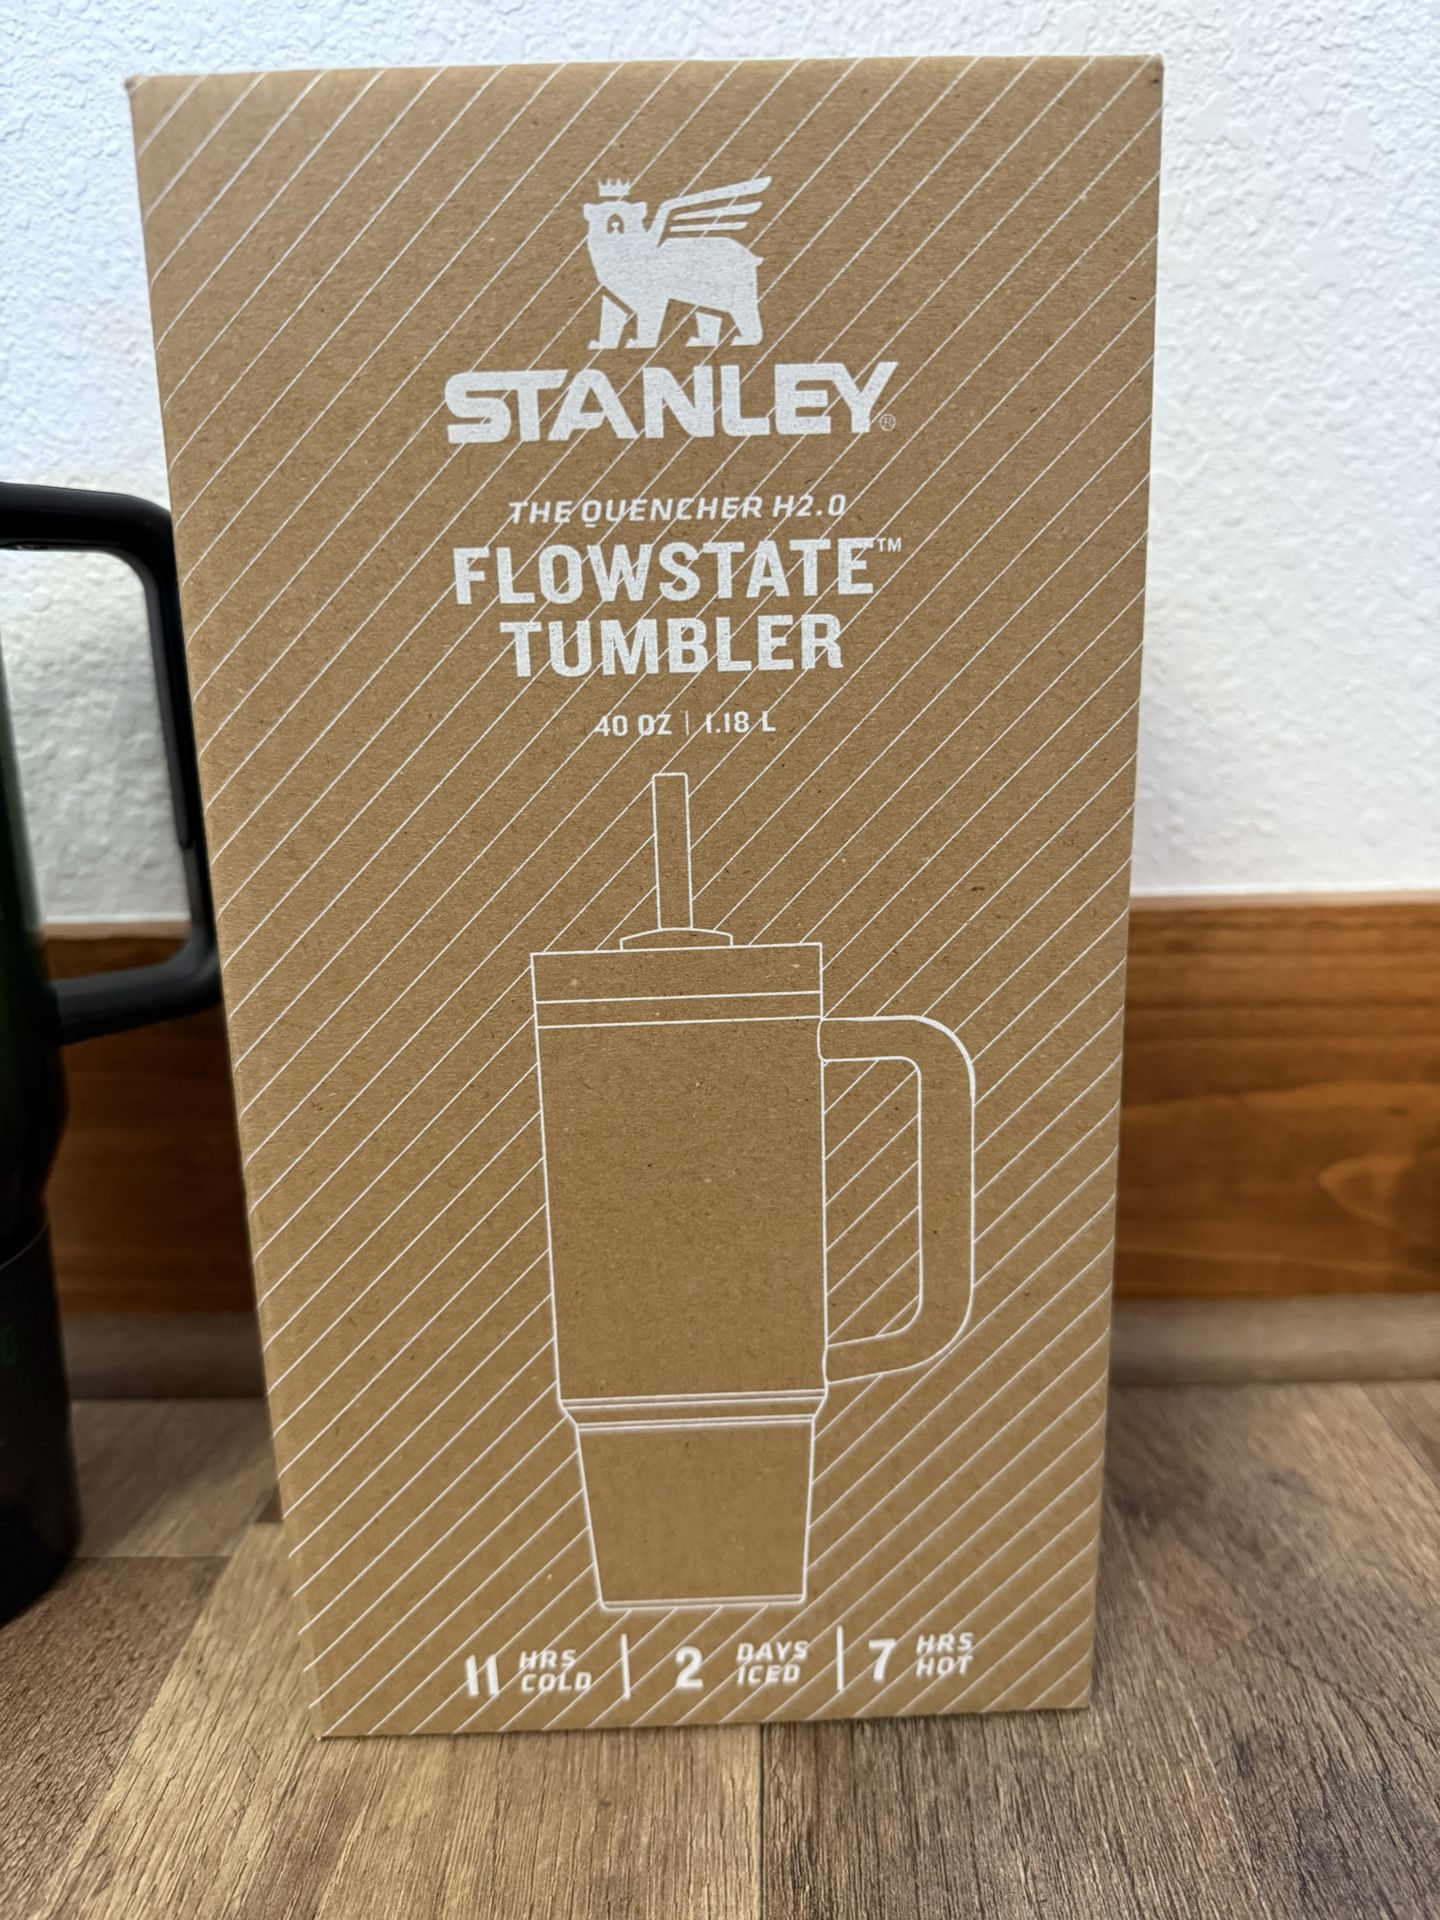 STANLEY®
THE QUENCHER H2.0
FLOWSTATE™
TUMBLER
40 OZ | 1.18 L
11 HRS COLD | 2 DAYS ICED | 7 HRS HOT